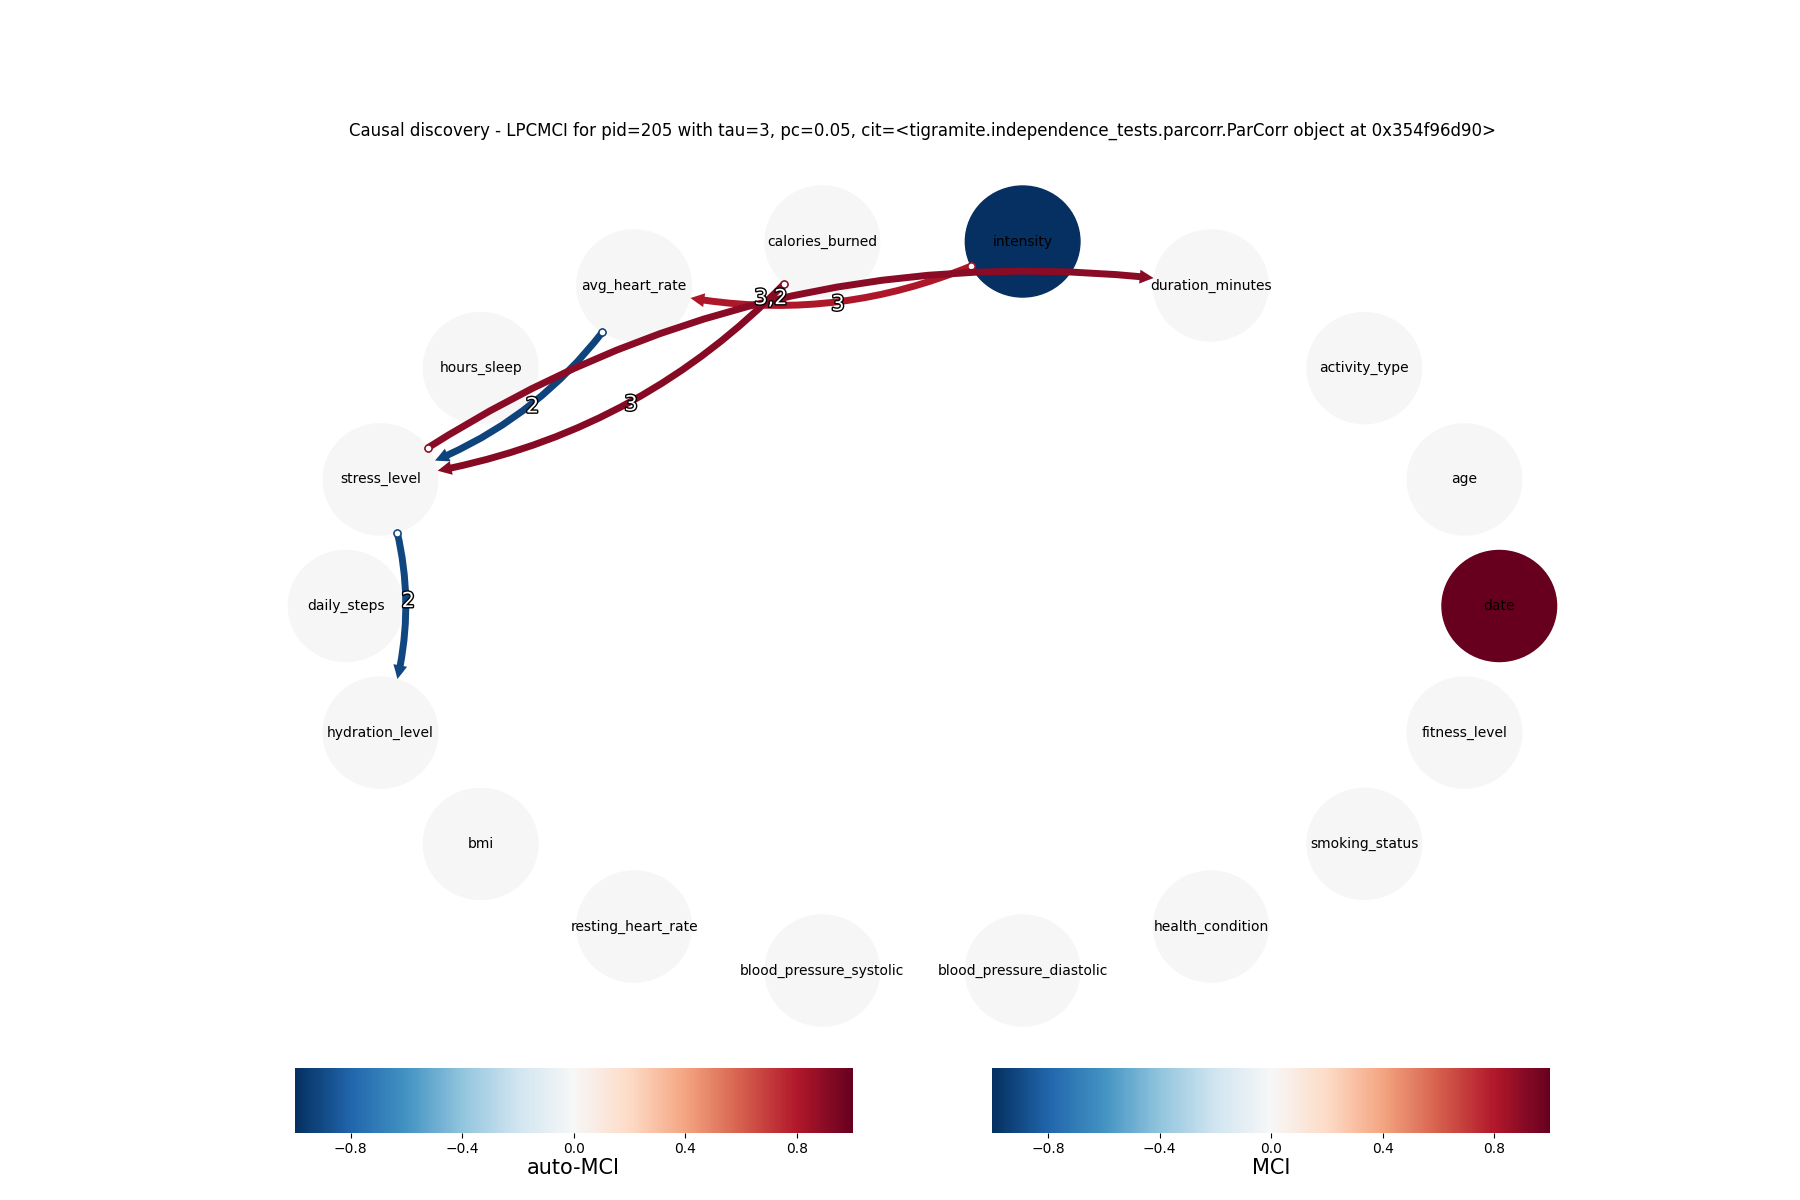 Causal discovery - LPCMCI for pid=205 with tau=3, pc=0.05, cit=<tigramite.independence_tests.parcorr.ParCorr object at 0x354f96d90>
calories_burned
intensity
avg_heart_rate
duration_minutes
3,2
3
hours_sleep
activity_type
2
3
stress_level
age
2
daily_steps
date
hydration_level
fitness_level
bmi
smoking_status
resting_heart_rate
health_condition
blood_pressure_systolic
blood_pressure_diastolic
−0.8 −0.4 0.0 0.4 0.8
auto-MCI
−0.8 −0.4 0.0 0.4 0.8
MCI